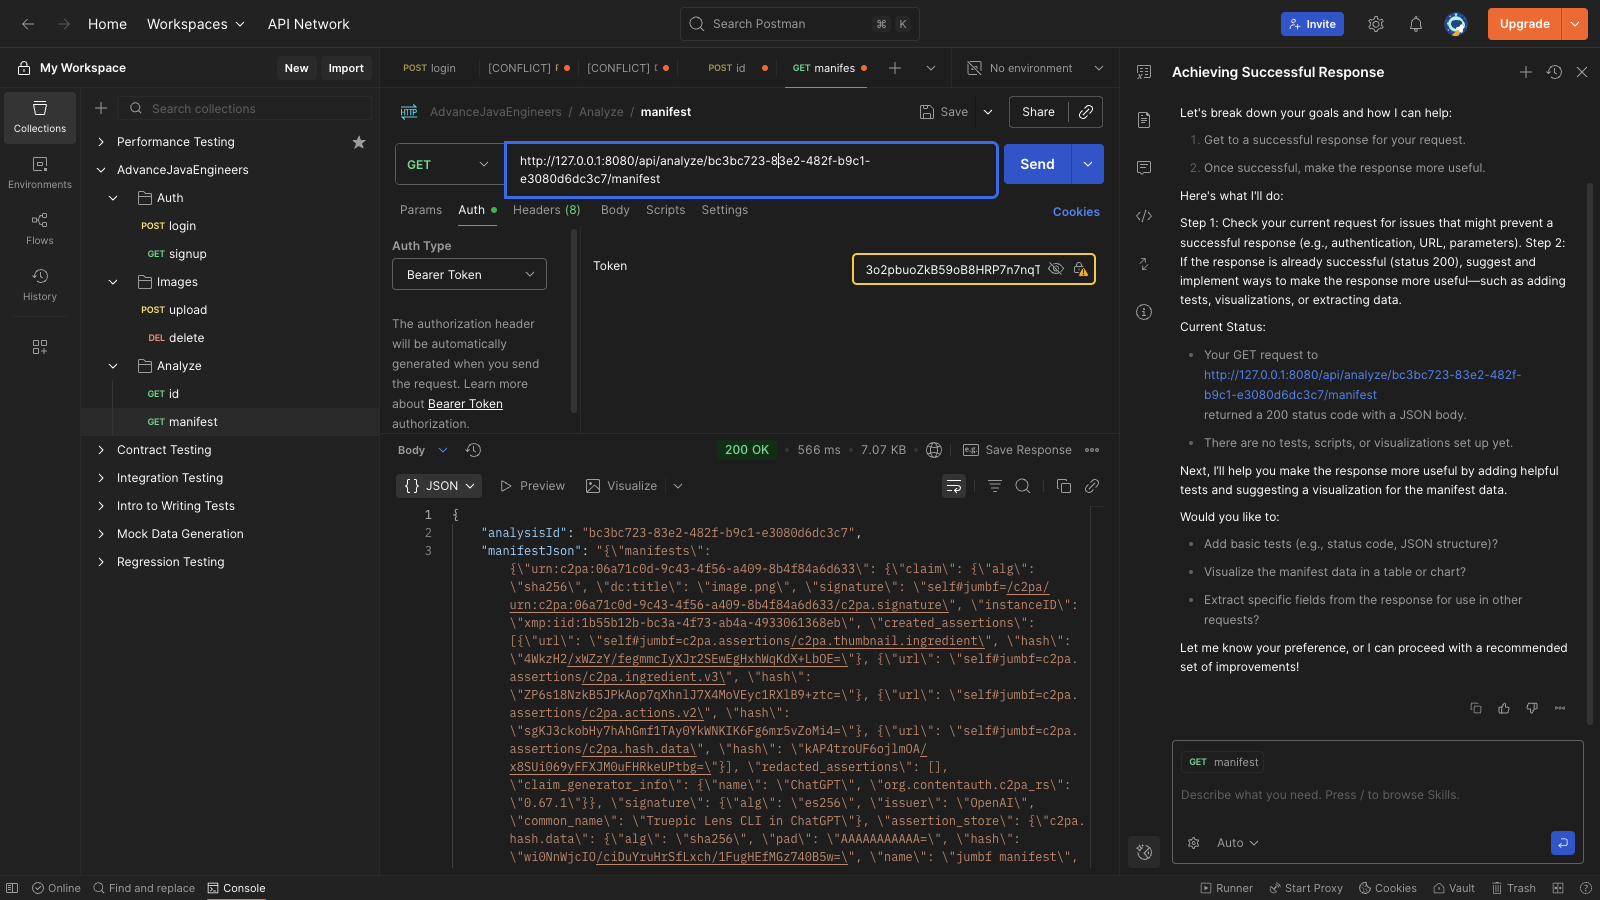 Home Workspaces API Network Search Postman ⌘ K Invite Upgrade
My Workspace New Import
POST login [CONFLICT] [CONFLICT] POST id GET manifes No environment
Achieving Successful Response
Collections
Environments
Flows
History
Search collections
Performance Testing
AdvanceJavaEngineers
Auth
POST login
GET signup
Images
POST upload
DEL delete
Analyze
GET id
GET manifest
Contract Testing
Integration Testing
Intro to Writing Tests
Mock Data Generation
Regression Testing
HTTP AdvanceJavaEngineers / Analyze / manifest Save Share
GET http://127.0.0.1:8080/api/analyze/bc3bc723-83e2-482f-b9c1-
e3080d6dc3c7/manifest
Send
Params Auth Headers (8) Body Scripts Settings Cookies
Auth Type
Bearer Token
The authorization header
will be automatically
generated when you send
the request. Learn more
about Bearer Token
authorization.
Token 3o2pbuoZkB59oB8HRP7n7nqT
Body 200 OK 566 ms 7.07 KB e.g. Save Response
{} JSON Preview Visualize
1 {
2 "analysisId": "bc3bc723-83e2-482f-b9c1-e3080d6dc3c7",
3 "manifestJson": "{\"manifests\":
{\"urn:c2pa:06a71c0d-9c43-4f56-a409-8b4f84a6d633\": {\"claim\": {\"alg\":
\"sha256\", \"dc:title\": \"image.png\", \"signature\": \"self#jumbf=/c2pa/
urn:c2pa:06a71c0d-9c43-4f56-a409-8b4f84a6d633/c2pa.signature\", \"instanceID\":
\"xmp:iid:1b55b12b-bc3a-4f73-ab4a-4933061368eb\", \"created_assertions\":
[{\"url\": \"self#jumbf=c2pa.assertions/c2pa.thumbnail.ingredient\", \"hash\":
\"4WkzH2/xWZzY/fegmmcIyXJr2SEwEgHxhWqKdX+LbOE=\"}, {\"url\": \"self#jumbf=c2pa.
assertions/c2pa.ingredient.v3\", \"hash\":
\"ZP6s18NzkB5JPkAop7qXhnlJ7X4MoVEyc1RXlB9+ztc=\"}, {\"url\": \"self#jumbf=c2pa.
assertions/c2pa.actions.v2\", \"hash\":
\"sgKJ3ckobHy7hAhGmf1TAy0YkWNKIK6Fg6mr5vZoMi4=\"}, {\"url\": \"self#jumbf=c2pa.
assertions/c2pa.hash.data\", \"hash\": \"kAP4troUF6ojlmOA/
x8SUi069yFFXJM0uFHRkeUPtbg=\"}], \"redacted_assertions\": [],
\"claim_generator_info\": {\"name\": \"ChatGPT\", \"org.contentauth.c2pa_rs\":
\"0.67.1\"}}, \"signature\": {\"alg\": \"es256\", \"issuer\": \"OpenAI\",
\"common_name\": \"Truepic Lens CLI in ChatGPT\"}, \"assertion_store\": {\"c2pa.
hash.data\": {\"alg\": \"sha256\", \"pad\": \"AAAAAAAAAAA=\", \"hash\":
\"wi0NnWjcIO/ciDuYruHrSfLxch/1FugHEfMGz740B5w=\", \"name\": \"jumbf manifest\",
Let's break down your goals and how I can help:
1. Get to a successful response for your request.
2. Once successful, make the response more useful.
Here's what I'll do:
Step 1: Check your current request for issues that might prevent a
successful response (e.g., authentication, URL, parameters). Step 2:
If the response is already successful (status 200), suggest and
implement ways to make the response more useful—such as adding
tests, visualizations, or extracting data.
Current Status:
Your GET request to
http://127.0.0.1:8080/api/analyze/bc3bc723-83e2-482f-
b9c1-e3080d6dc3c7/manifest
returned a 200 status code with a JSON body.
There are no tests, scripts, or visualizations set up yet.
Next, I'll help you make the response more useful by adding helpful
tests and suggesting a visualization for the manifest data.
Would you like to:
Add basic tests (e.g., status code, JSON structure)?
Visualize the manifest data in a table or chart?
Extract specific fields from the response for use in other
requests?
Let me know your preference, or I can proceed with a recommended
set of improvements!
GET manifest
Describe what you need. Press / to browse Skills.
Auto
Online Find and replace Console Runner Start Proxy Cookies Vault Trash